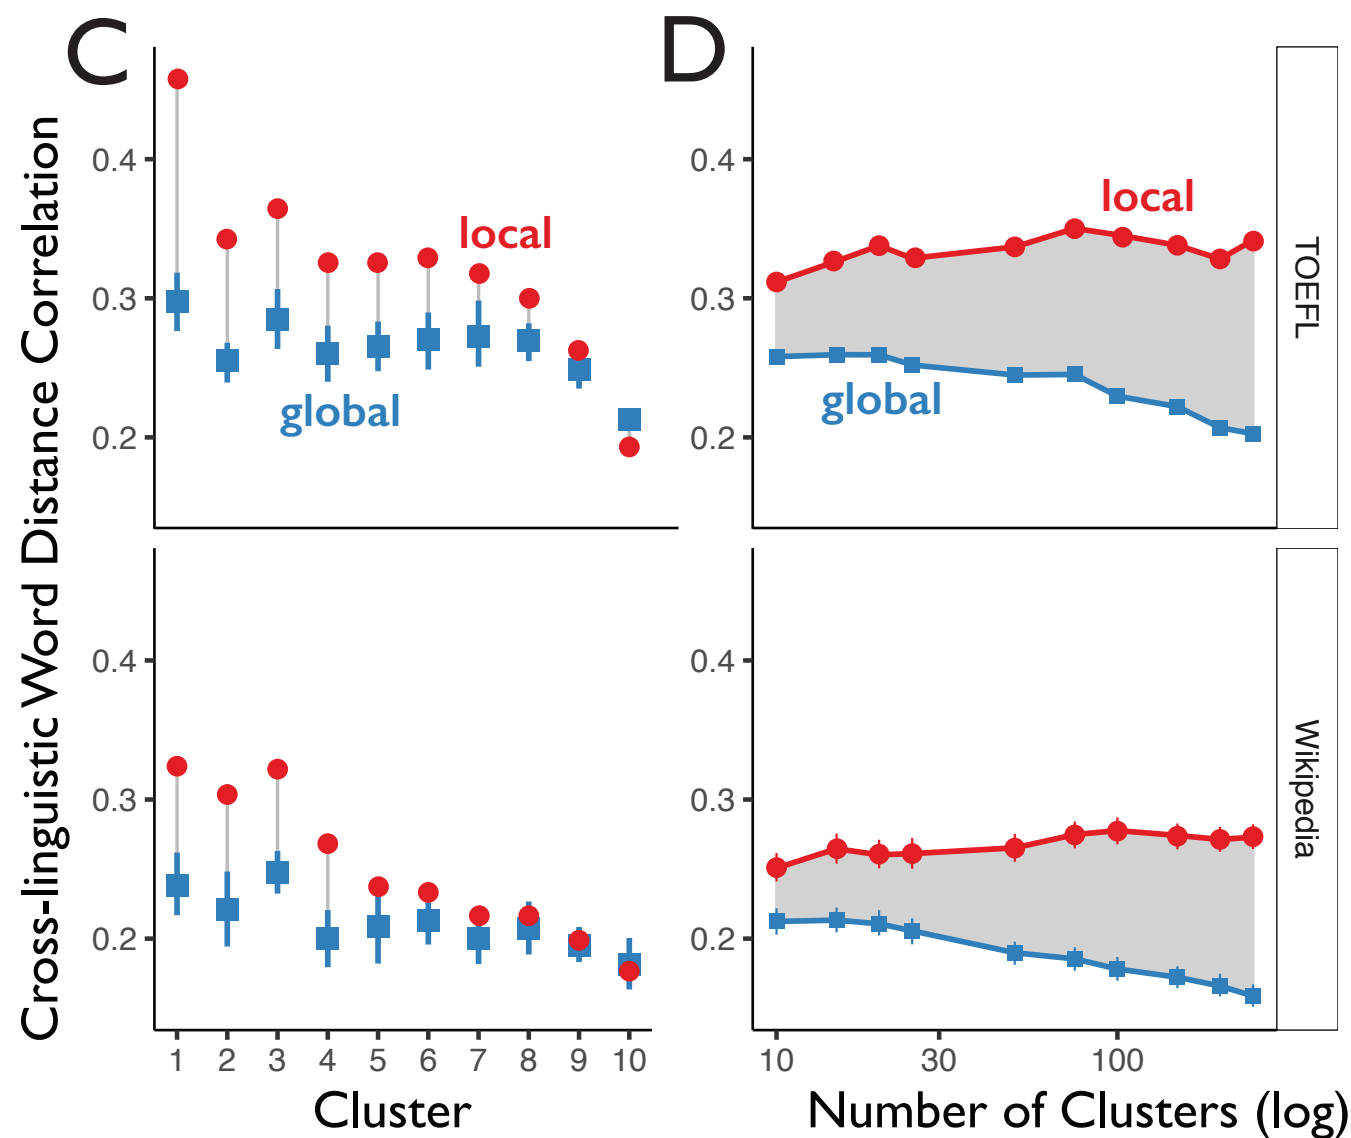 C
D
Cross-linguistic Word Distance Correlation
0.4
0.3
0.2
local
global
0.4
0.3
0.2
local
global
TOEFL
0.4
0.3
0.2
1 2 3 4 5 6 7 8 9 10
Cluster
0.4
0.3
0.2
10 30 100
Number of Clusters (log)
Wikipedia